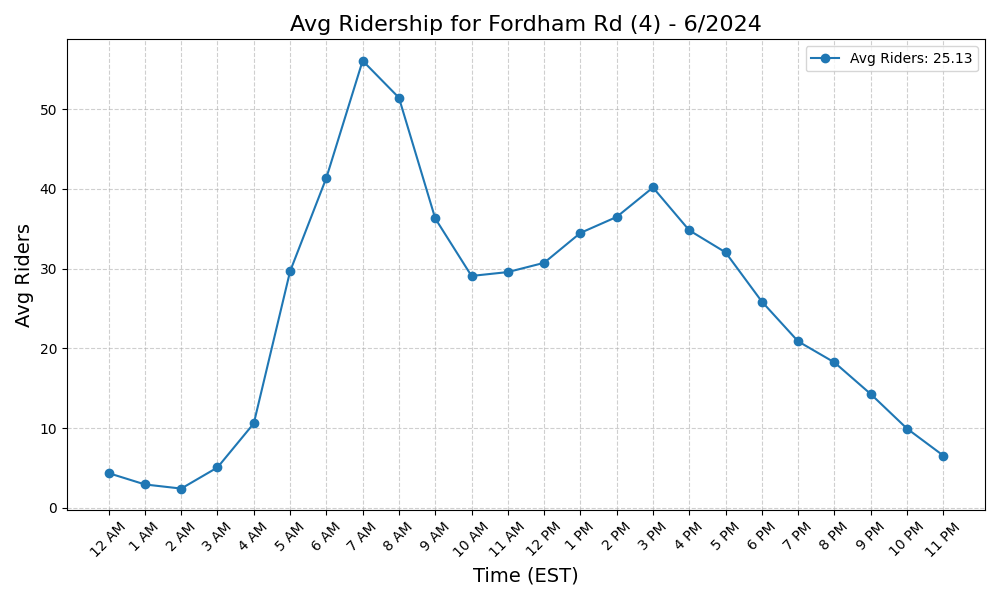 Avg Ridership for Fordham Rd (4) - 6/2024
Avg Riders: 25.13
Avg Riders
50
40
30
20
10
0
12 AM
1 AM
2 AM
3 AM
4 AM
5 AM
6 AM
7 AM
8 AM
9 AM
10 AM
11 AM
12 PM
1 PM
2 PM
3 PM
4 PM
5 PM
6 PM
7 PM
8 PM
9 PM
10 PM
11 PM
Time (EST)